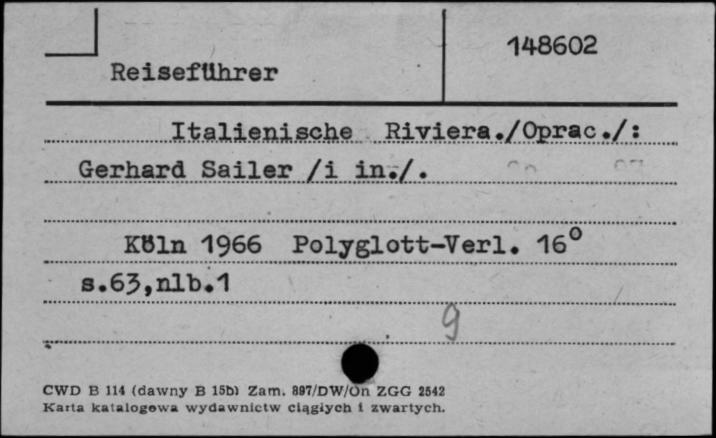 148602
Reiseführer
Italienische Riviera./Oprac./:
Gerhard Sailer /i in./.
Köln 1966 Polyglott-Verl. 16°
s.63,nlb.1
9
CWD B 114 (dawny B 15b) Zam. 897/DW/On ZGG 2542
Karta katalogowa wydawnictw ciągłych i zwartych.